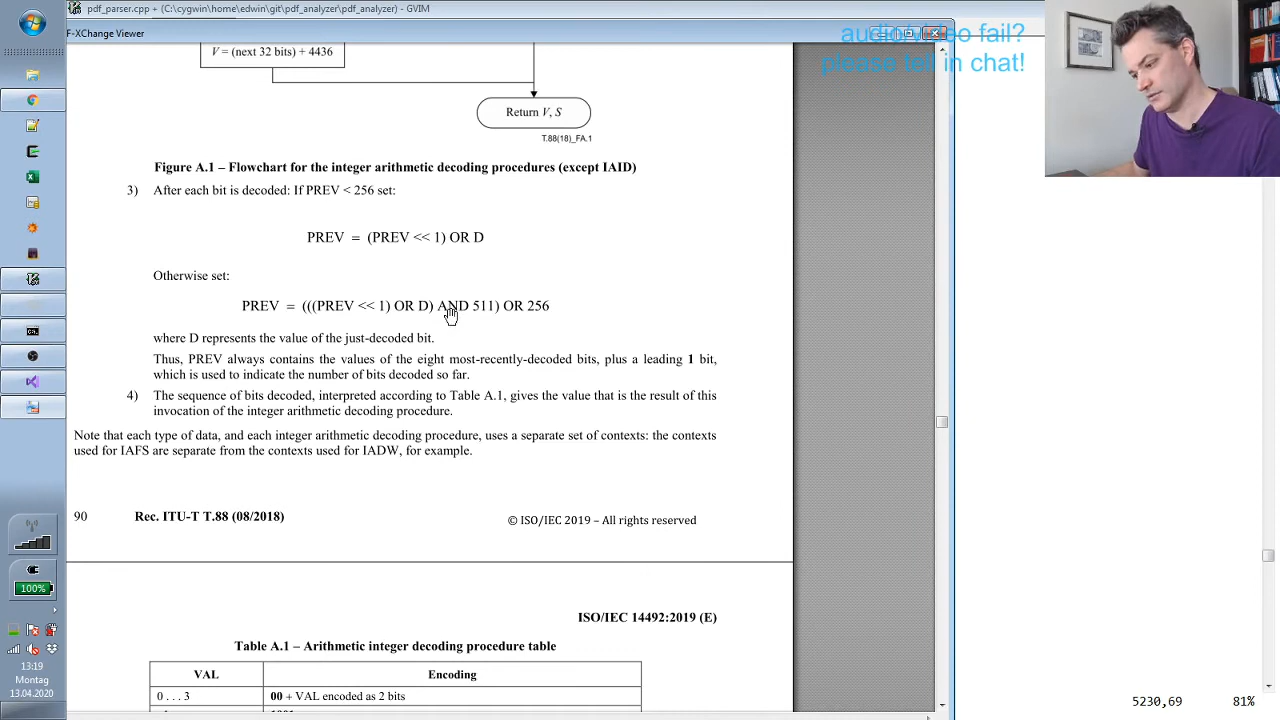 pdf_parser.cpp + (C:\cygwin\home\edwin\git\pdf_analyzer\pdf_analyzer) - GVIM
F-XChange Viewer
audio/video fail?
please tell in chat!
V = (next 32 bits) + 4436
Return V, S
T.88(18)_FA.1
Figure A.1 – Flowchart for the integer arithmetic decoding procedures (except IAID)
3) After each bit is decoded: If PREV < 256 set:
PREV = (PREV << 1) OR D
Otherwise set:
PREV = (((PREV << 1) OR D) AND 511) OR 256
where D represents the value of the just-decoded bit.
Thus, PREV always contains the values of the eight most-recently-decoded bits, plus a leading 1 bit,
which is used to indicate the number of bits decoded so far.
4) The sequence of bits decoded, interpreted according to Table A.1, gives the value that is the result of this
invocation of the integer arithmetic decoding procedure.
Note that each type of data, and each integer arithmetic decoding procedure, uses a separate set of contexts: the contexts
used for IAFS are separate from the contexts used for IADW, for example.
90 Rec. ITU-T T.88 (08/2018) © ISO/IEC 2019 – All rights reserved
ISO/IEC 14492:2019 (E)
Table A.1 – Arithmetic integer decoding procedure table
VAL Encoding
0 . . . 3 00 + VAL encoded as 2 bits
100%
13:19
Montag
13.04.2020
5230,69 81%